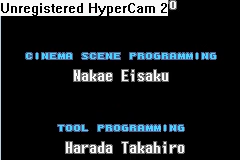 Unregistered HyperCam 2
CINEMA SCENE PROGRAMMING
Nakae Eisaku
TOOL PROGRAMMING
Harada Takahiro